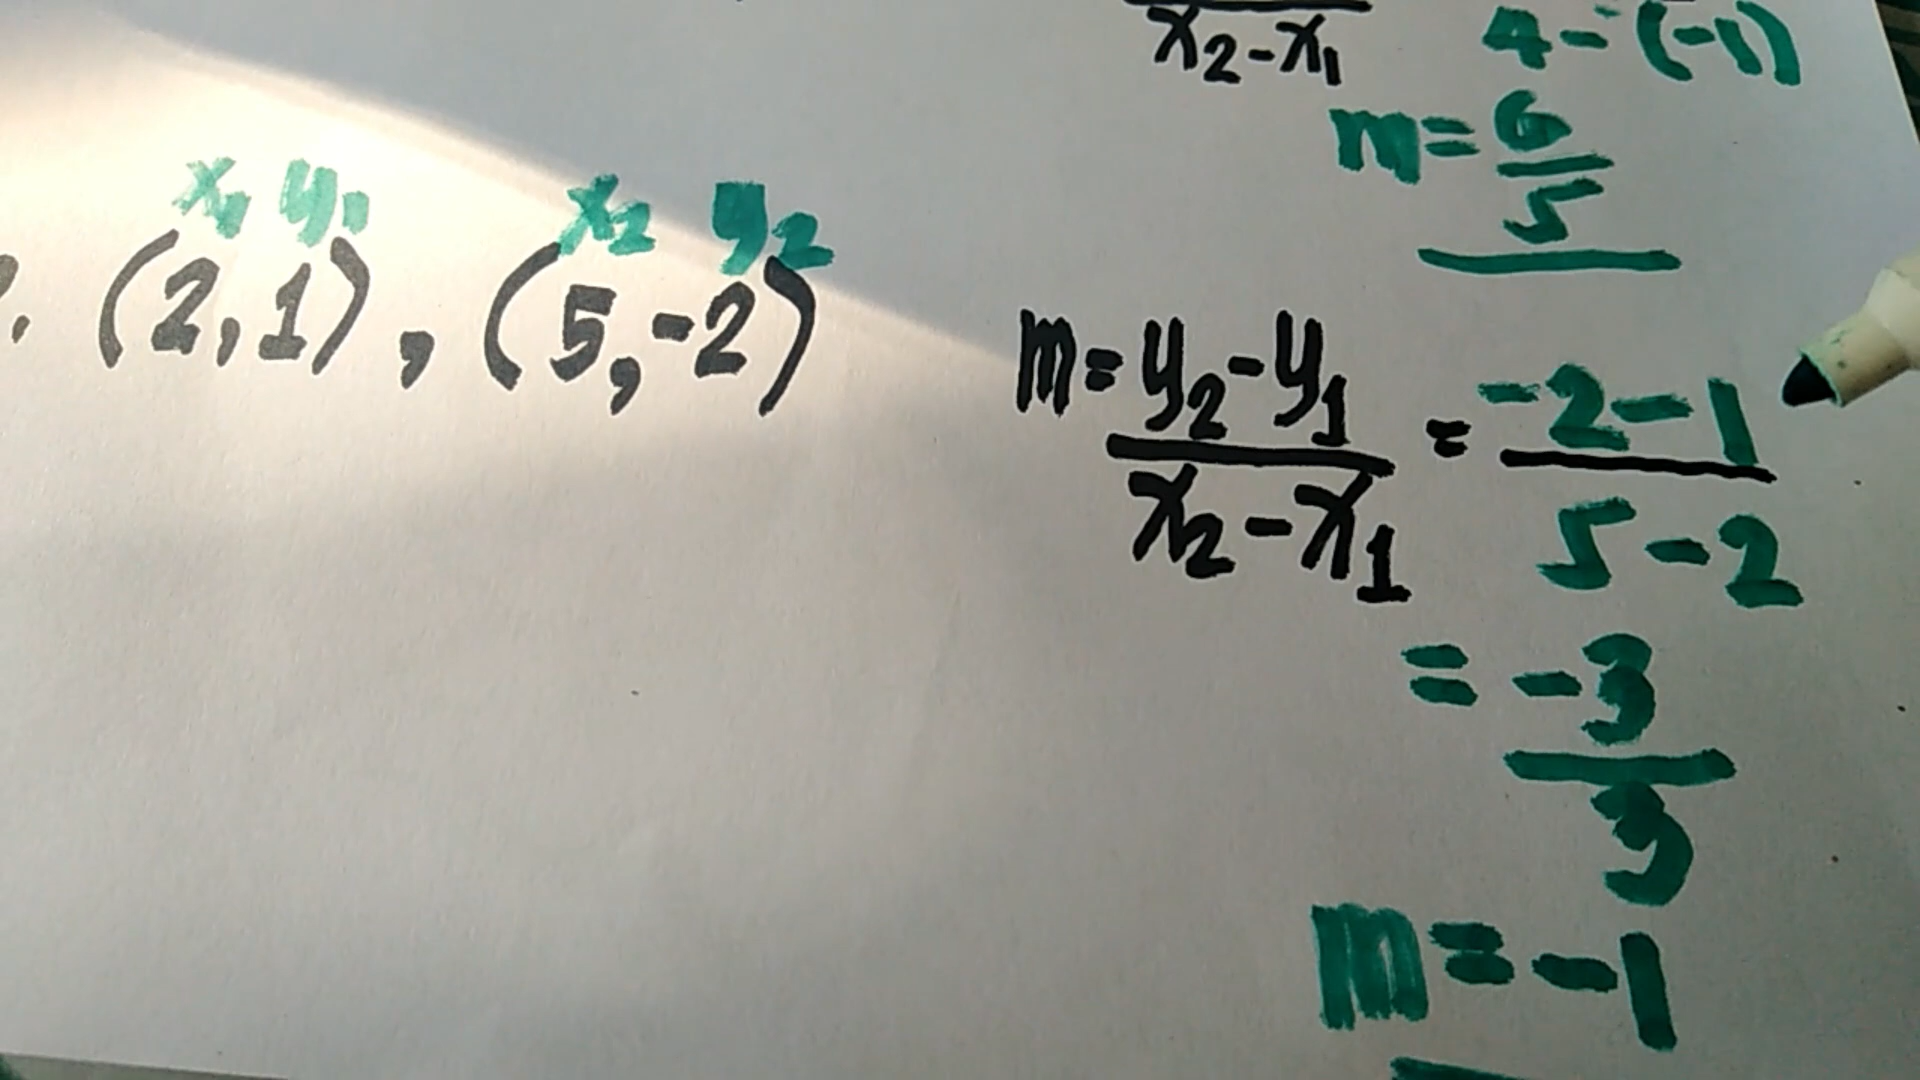 x2-x1 4-(-1)
m=6/5
x1 y1 x2 y2
. (2,1), (5,-2)
m=y2-y1/x2-x1 = -2-1/5-2
= -3/3
m=-1